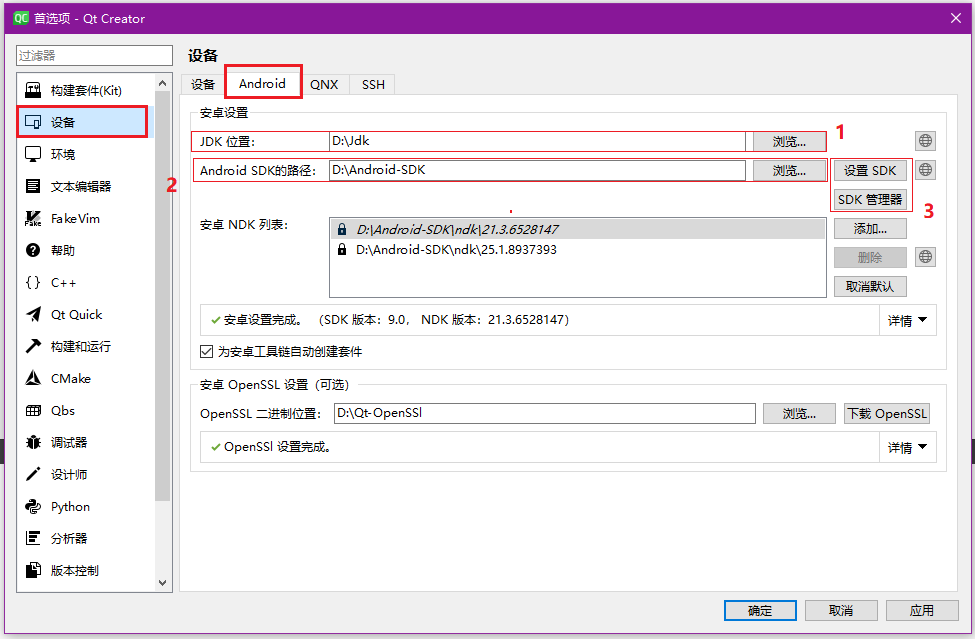 QC 首选项 - Qt Creator
过滤器
设备
构建套件(Kit)
设备
环境
文本编辑器
FakeVim
帮助
C++
Qt Quick
构建和运行
CMake
Qbs
调试器
设计师
Python
分析器
版本控制
设备 Android QNX SSH
安卓设置
JDK 位置: D:\Jdk 浏览... 1
2 Android SDK的路径: D:\Android-SDK 浏览... 设置 SDK
SDK 管理器 3
安卓 NDK 列表: D:\Android-SDK\ndk\21.3.6528147 添加...
D:\Android-SDK\ndk\25.1.8937393
删除
取消默认
安卓设置完成。 (SDK 版本: 9.0, NDK 版本: 21.3.6528147) 详情
为安卓工具链自动创建套件
安卓 OpenSSL 设置 (可选)
OpenSSL 二进制位置: D:\Qt-OpenSSl 浏览... 下载 OpenSSL
OpenSSl 设置完成。 详情
确定 取消 应用